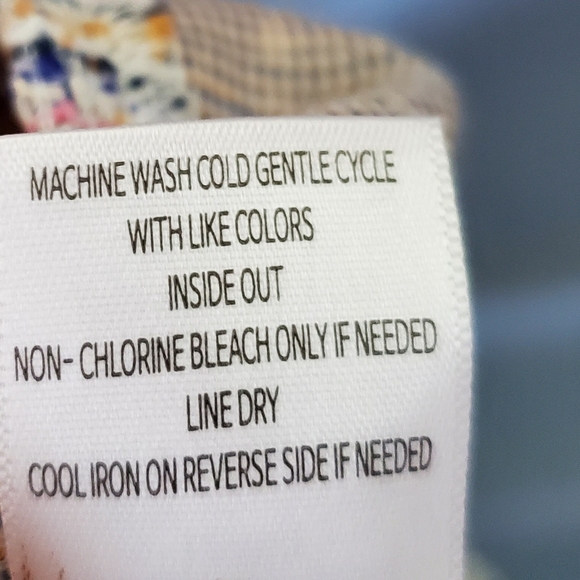 MACHINE WASH COLD GENTLE CYCLE
WITH LIKE COLORS
INSIDE OUT
NON- CHLORINE BLEACH ONLY IF NEEDED
LINE DRY
COOL IRON ON REVERSE SIDE IF NEEDED